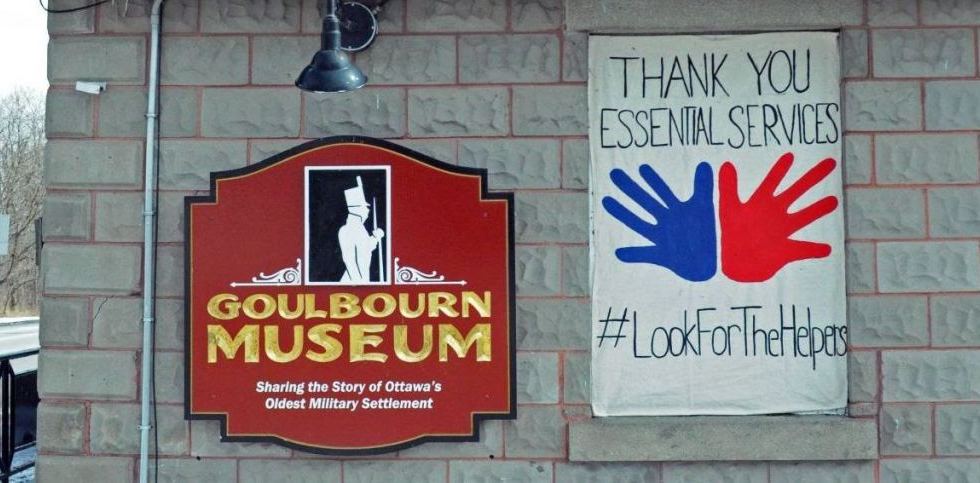 GOULBOURN
MUSEUM
Sharing the Story of Ottawa's
Oldest Military Settlement
THANK YOU
ESSENTIAL SERVICES
#LookForTheHelpers